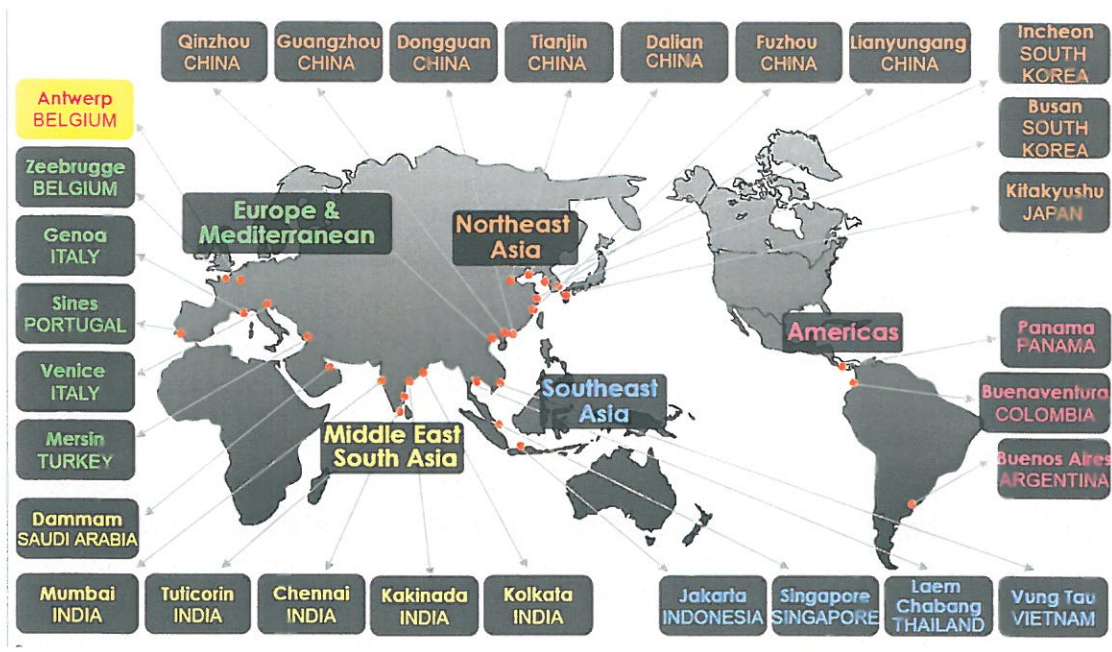 Qinzhou
CHINA
Guangzhou
CHINA
Dongguan
CHINA
Tianjin
CHINA
Dalian
CHINA
Fuzhou
CHINA
Lianyungang
CHINA
Incheon
SOUTH
KOREA
Busan
SOUTH
KOREA
Kitakyushu
JAPAN
Antwerp
BELGIUM
Zeebrugge
BELGIUM
Genoa
ITALY
Sines
PORTUGAL
Venice
ITALY
Mersin
TURKEY
Europe &
Mediterranean
Northeast
Asia
Americas
Southeast
Asia
Middle East
South Asia
Panama
PANAMA
Buenaventura
COLOMBIA
Buenos Aires
ARGENTINA
Dammam
SAUDI ARABIA
Mumbai
INDIA
Tuticorin
INDIA
Chennai
INDIA
Kakinada
INDIA
Kolkata
INDIA
Jakarta
INDONESIA
Singapore
SINGAPORE
Laem
Chabang
THAILAND
Vung Tau
VIETNAM